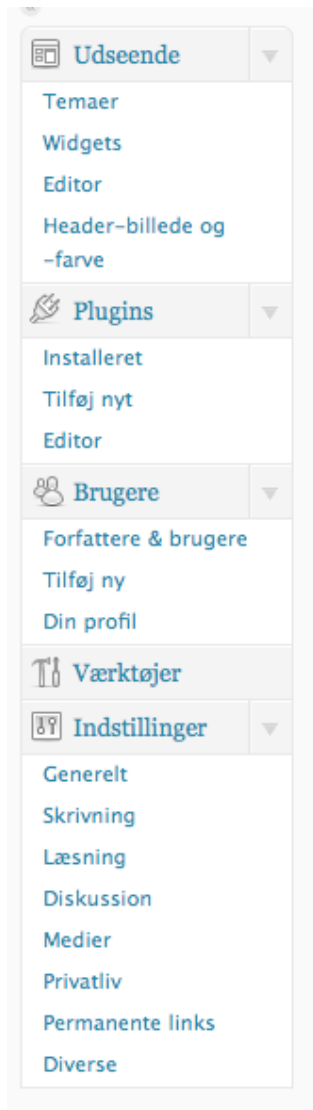 Udseende
Temaer
Widgets
Editor
Header-billede og
-farve
Plugins
Installeret
Tilføj nyt
Editor
Brugere
Forfattere & brugere
Tilføj ny
Din profil
Værktøjer
Indstillinger
Generelt
Skrivning
Læsning
Diskussion
Medier
Privatliv
Permanente links
Diverse